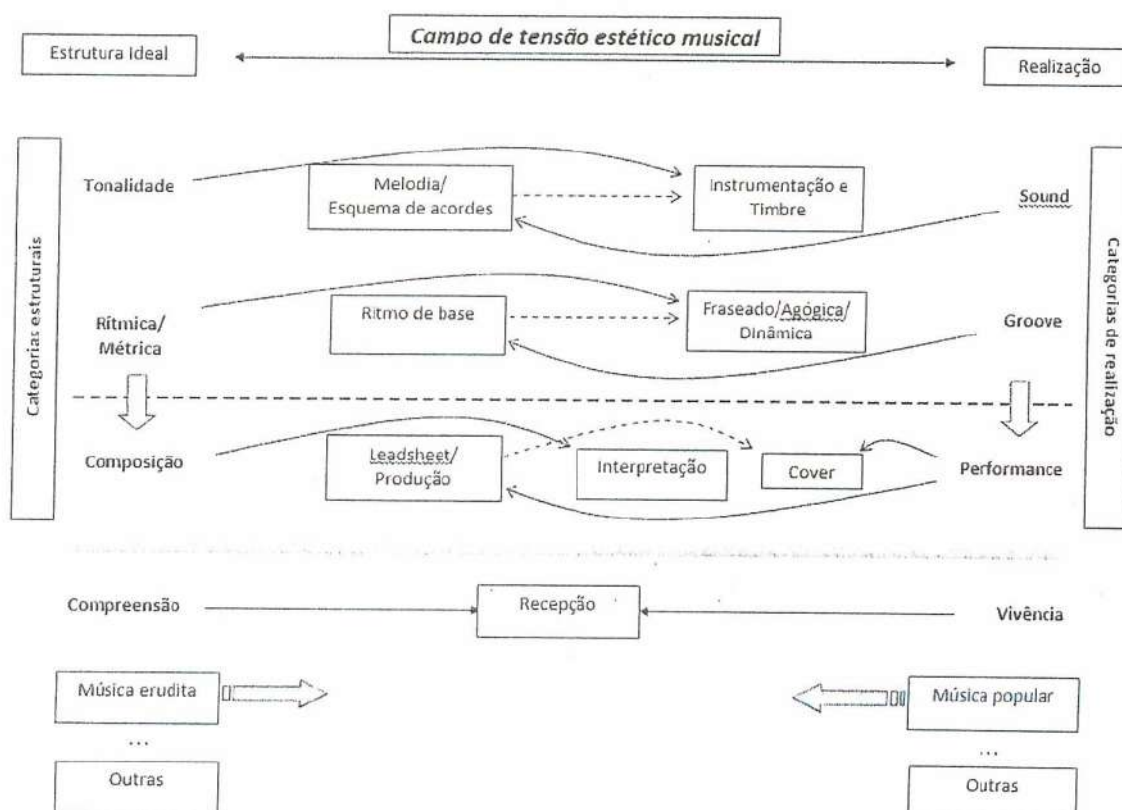 Campo de tensão estético musical
Estrutura Ideal
Realização
Categorias estruturais
Tonalidade
Melodia/
Esquema de acordes
Instrumentação e
Timbre
Sound
Categorias de realização
Rítmica/
Métrica
Ritmo de base
Fraseado/Agógica/
Dinâmica
Groove
Composição
Leadsheet/
Produção
Interpretação
Cover
Performance
Compreensão
Recepção
Vivência
Música erudita
Música popular
...
...
Outras
Outras